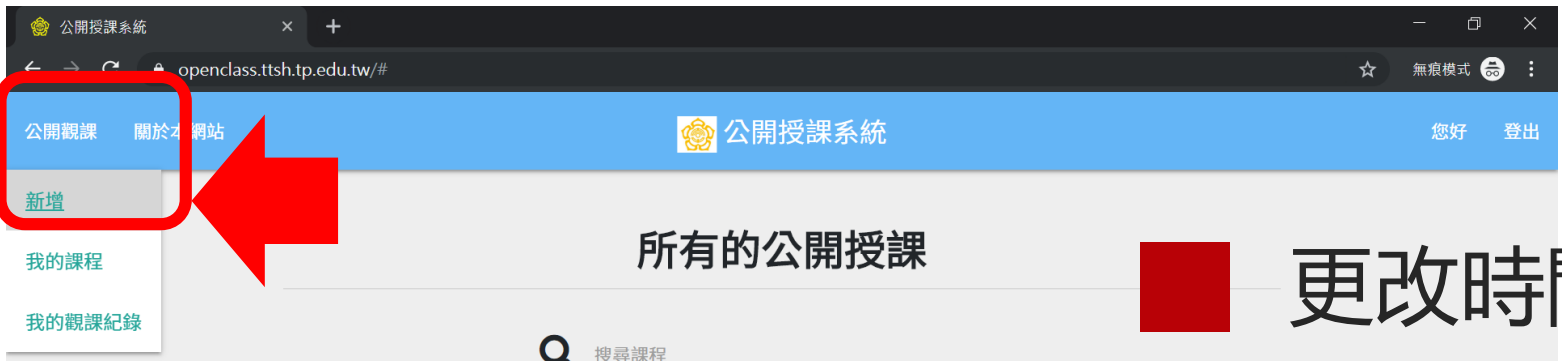 公開授課系統
openclass.ttsh.tp.edu.tw/#
無痕模式
公開觀課 關於本網站 公開授課系統 您好 登出
新增
我的課程
我的觀課紀錄
所有的公開授課
更改時
搜尋課程